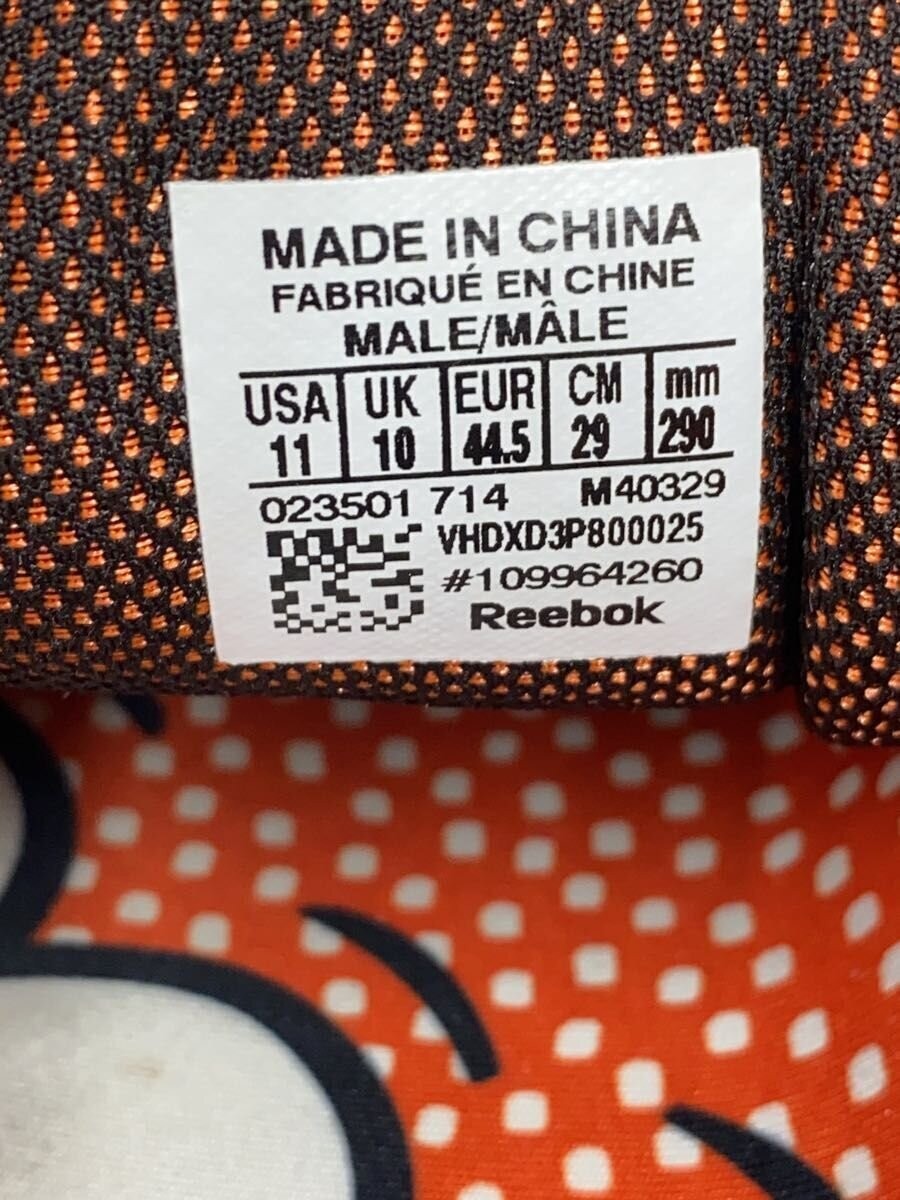 MADE IN CHINA
FABRIQUÉ EN CHINE
MALE/MÂLE
USA UK EUR CM mm
11 10 44.5 29 290
023501 714 M40329
VHDXD3P800025
#109964260
Reebok